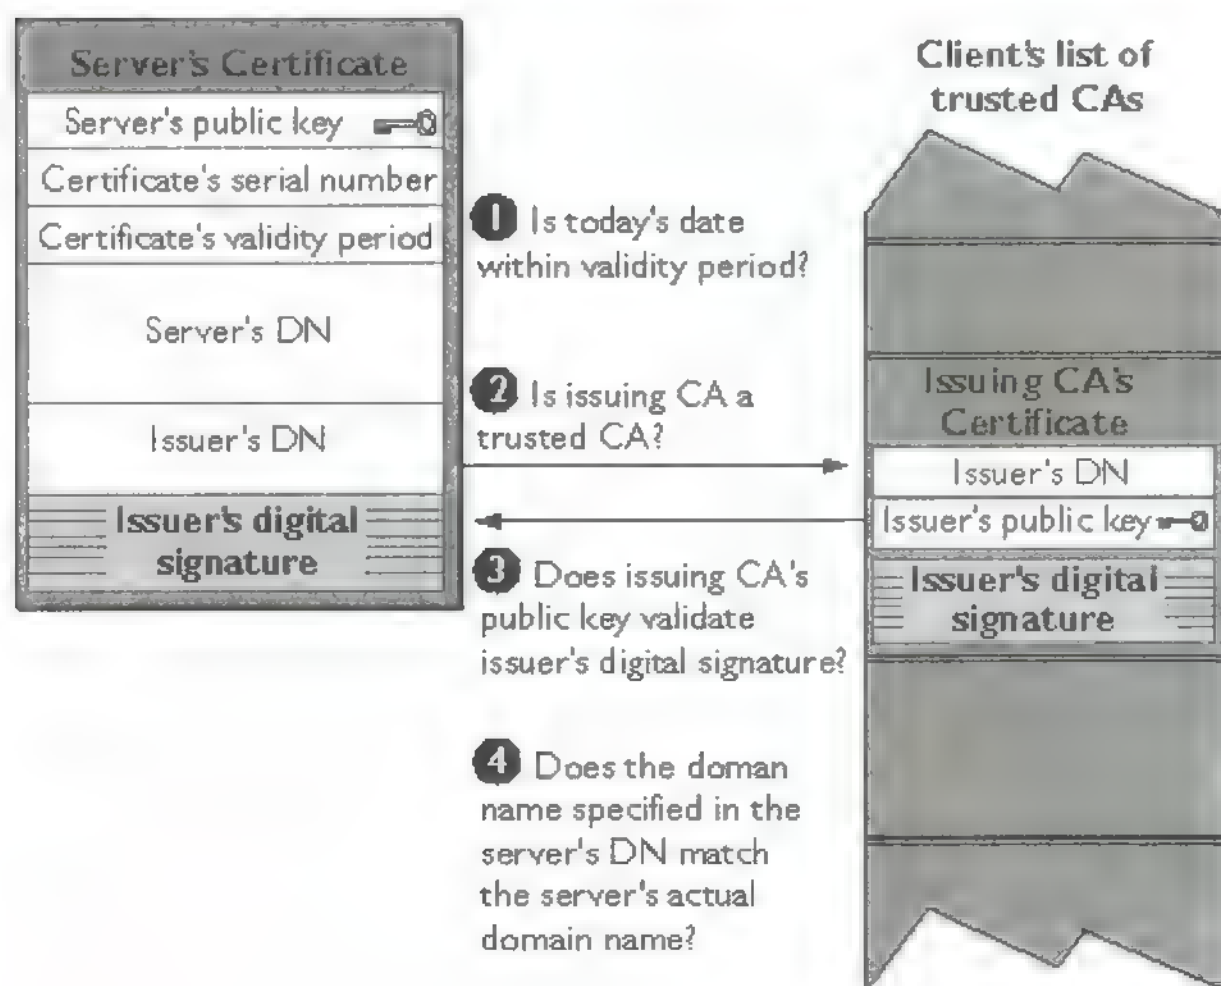 Server's Certificate
Server's public key
Certificate's serial number
Certificate's validity period
Server's DN
Issuer's DN
Issuer's digital
signature
1 Is today's date
within validity period?
2 Is issuing CA a
trusted CA?
3 Does issuing CA's
public key validate
issuer's digital signature?
4 Does the doman
name specified in the
server's DN match
the server's actual
domain name?
Client's list of
trusted CAs
Issuing CA's
Certificate
Issuer's DN
Issuer's public key
Issuer's digital
signature